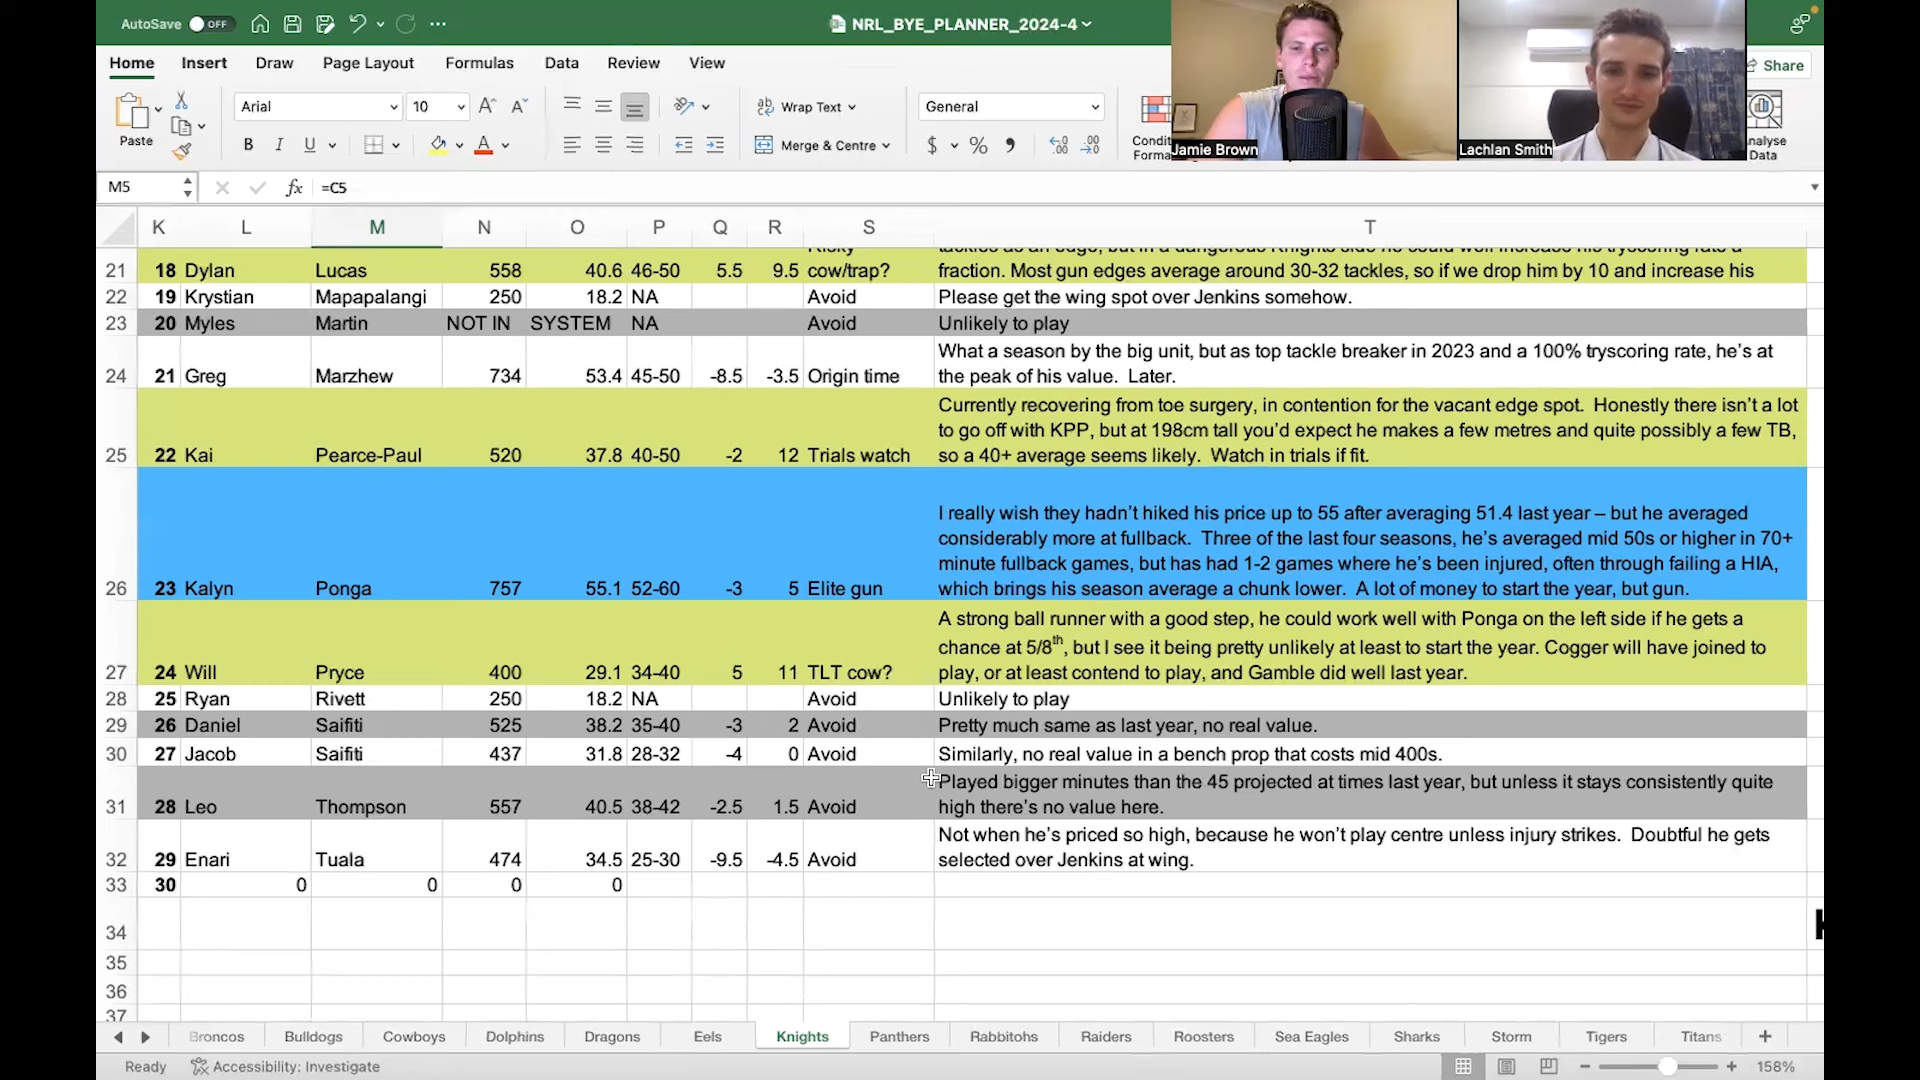 AutoSave OFF
NRL_BYE_PLANNER_2024-4
Home Insert Draw Page Layout Formulas Data Review View Share
Arial 10 Wrap Text General
Paste B I U A Merge & Centre $ % Analyse
Jamie Brown Lachlan Smith Data
M5 fx =C5
K L M N O P Q R S T
Risky tackles as an edge, but in a dangerous Knights side he could well increase his tryscoring rate a
21 18 Dylan Lucas 558 40.6 46-50 5.5 9.5 cow/trap? fraction. Most gun edges average around 30-32 tackles, so if we drop him by 10 and increase his
22 19 Krystian Mapapalangi 250 18.2 NA Avoid Please get the wing spot over Jenkins somehow.
23 20 Myles Martin NOT IN SYSTEM NA Avoid Unlikely to play
What a season by the big unit, but as top tackle breaker in 2023 and a 100% tryscoring rate, he's at
24 21 Greg Marzhew 734 53.4 45-50 -8.5 -3.5 Origin time the peak of his value. Later.
Currently recovering from toe surgery, in contention for the vacant edge spot. Honestly there isn't a lot
to go off with KPP, but at 198cm tall you'd expect he makes a few metres and quite possibly a few TB,
25 22 Kai Pearce-Paul 520 37.8 40-50 -2 12 Trials watch so a 40+ average seems likely. Watch in trials if fit.
I really wish they hadn't hiked his price up to 55 after averaging 51.4 last year – but he averaged
considerably more at fullback. Three of the last four seasons, he's averaged mid 50s or higher in 70+
minute fullback games, but has had 1-2 games where he's been injured, often through failing a HIA,
26 23 Kalyn Ponga 757 55.1 52-60 -3 5 Elite gun which brings his season average a chunk lower. A lot of money to start the year, but gun.
A strong ball runner with a good step, he could work well with Ponga on the left side if he gets a
chance at 5/8th, but I see it being pretty unlikely at least to start the year. Cogger will have joined to
27 24 Will Pryce 400 29.1 34-40 5 11 TLT cow? play, or at least contend to play, and Gamble did well last year.
28 25 Ryan Rivett 250 18.2 NA Avoid Unlikely to play
29 26 Daniel Saifiti 525 38.2 35-40 -3 2 Avoid Pretty much same as last year, no real value.
30 27 Jacob Saifiti 437 31.8 28-32 -4 0 Avoid Similarly, no real value in a bench prop that costs mid 400s.
Played bigger minutes than the 45 projected at times last year, but unless it stays consistently quite
31 28 Leo Thompson 557 40.5 38-42 -2.5 1.5 Avoid high there's no value here.
Not when he's priced so high, because he won't play centre unless injury strikes. Doubtful he gets
32 29 Enari Tuala 474 34.5 25-30 -9.5 -4.5 Avoid selected over Jenkins at wing.
33 30 0 0 0 0
34
35
36
37
Broncos Bulldogs Cowboys Dolphins Dragons Eels Knights Panthers Rabbitohs Raiders Roosters Sea Eagles Sharks Storm Tigers Titans
Ready Accessibility: Investigate 158%